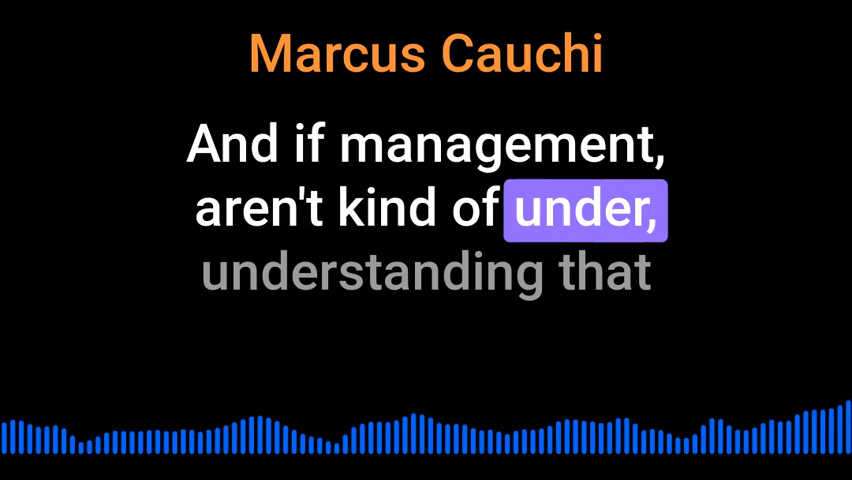 Marcus Cauchi
And if management,
aren't kind of under,
understanding that